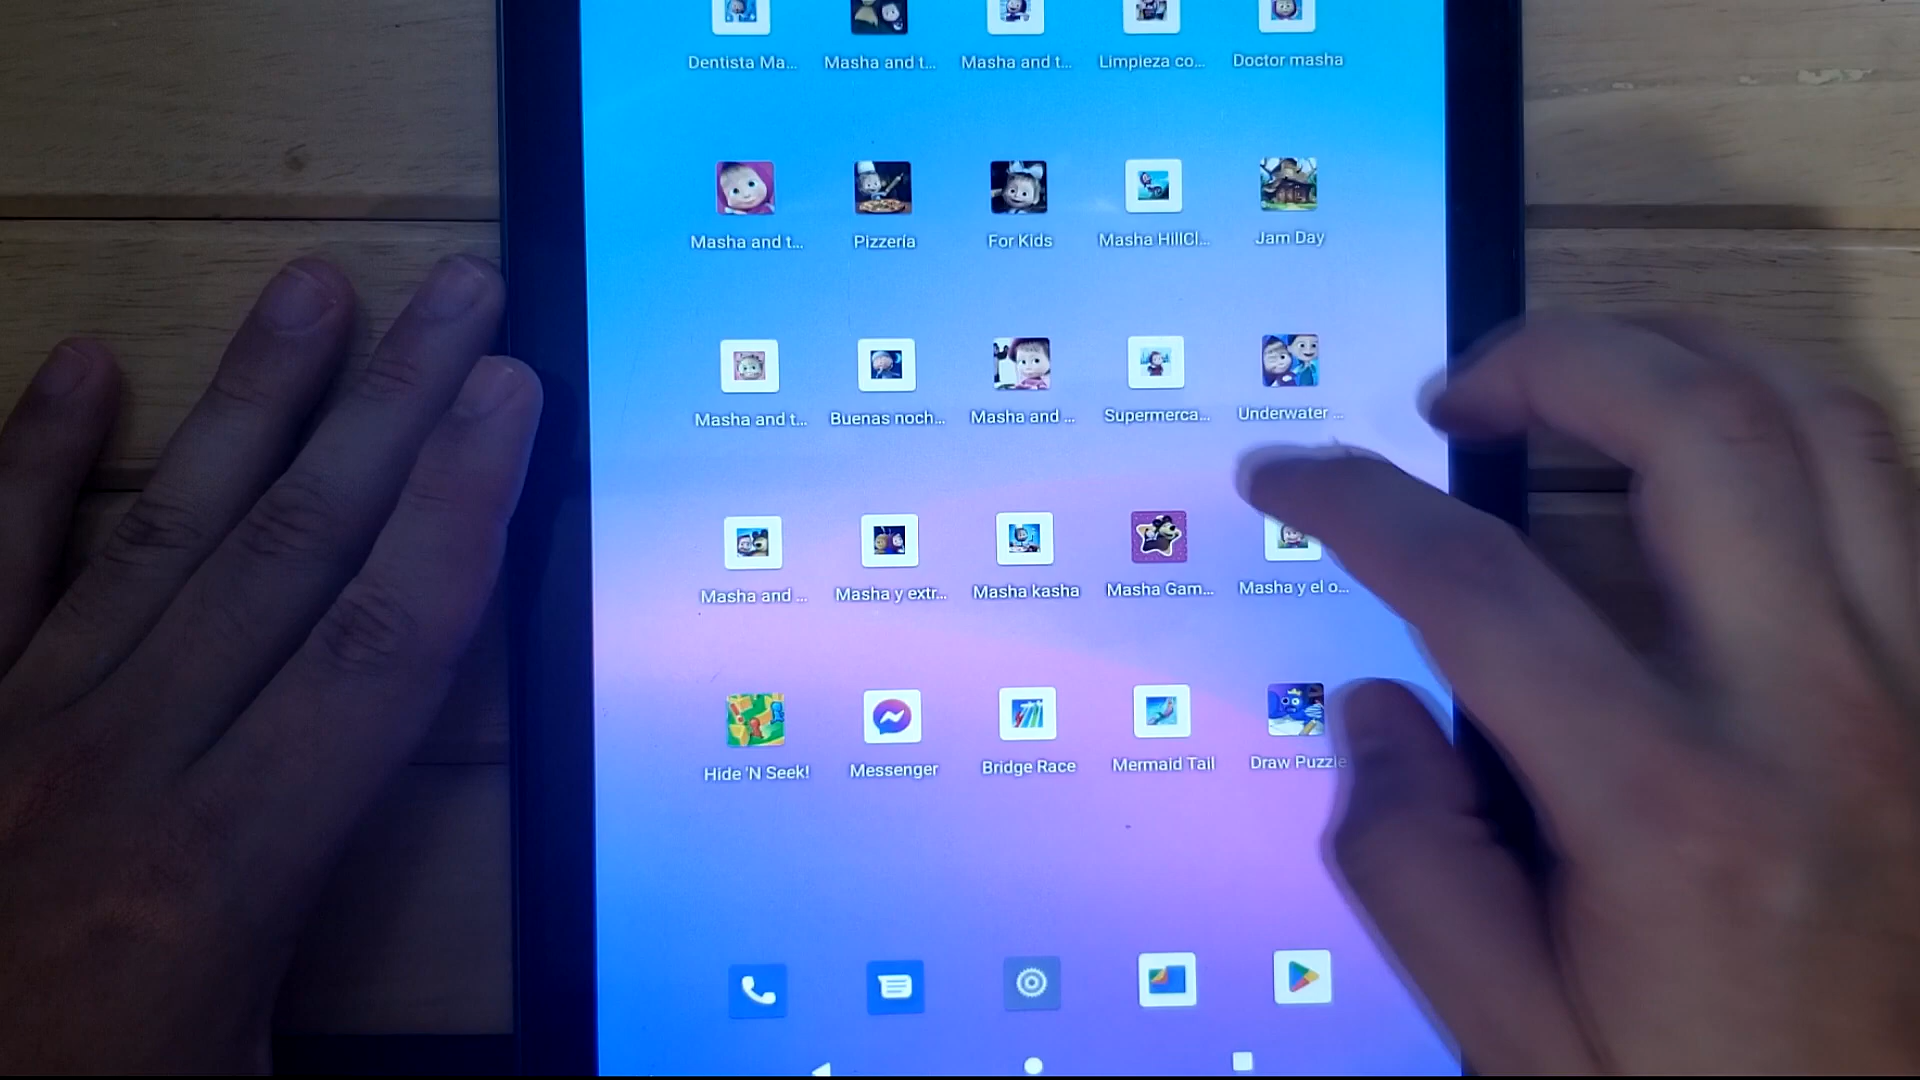 Dentista Ma... Masha and t... Masha and t... Limpieza co... Doctor masha
Masha and t... Pizzería For Kids Masha HillCl... Jam Day
Masha and t... Buenas noch... Masha and ... Supermerca... Underwater ...
Masha and ... Masha y extr... Masha kasha Masha Gam... Masha y el o...
Hide 'N Seek! Messenger Bridge Race Mermaid Tail Draw Puzzle